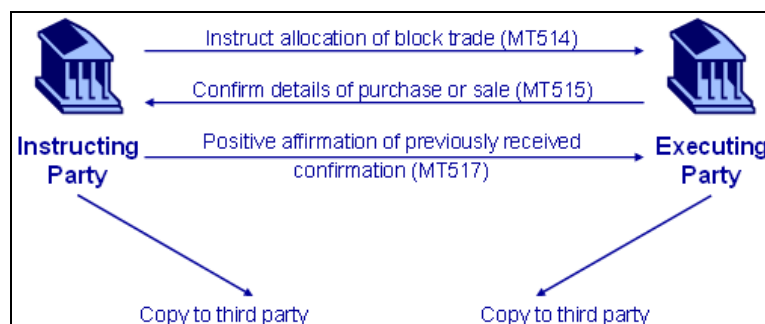 Instruct allocation of block trade (MT514)
Confirm details of purchase or sale (MT515)
Positive affirmation of previously received
confirmation (MT517)
Instructing
Party
Executing
Party
Copy to third party
Copy to third party